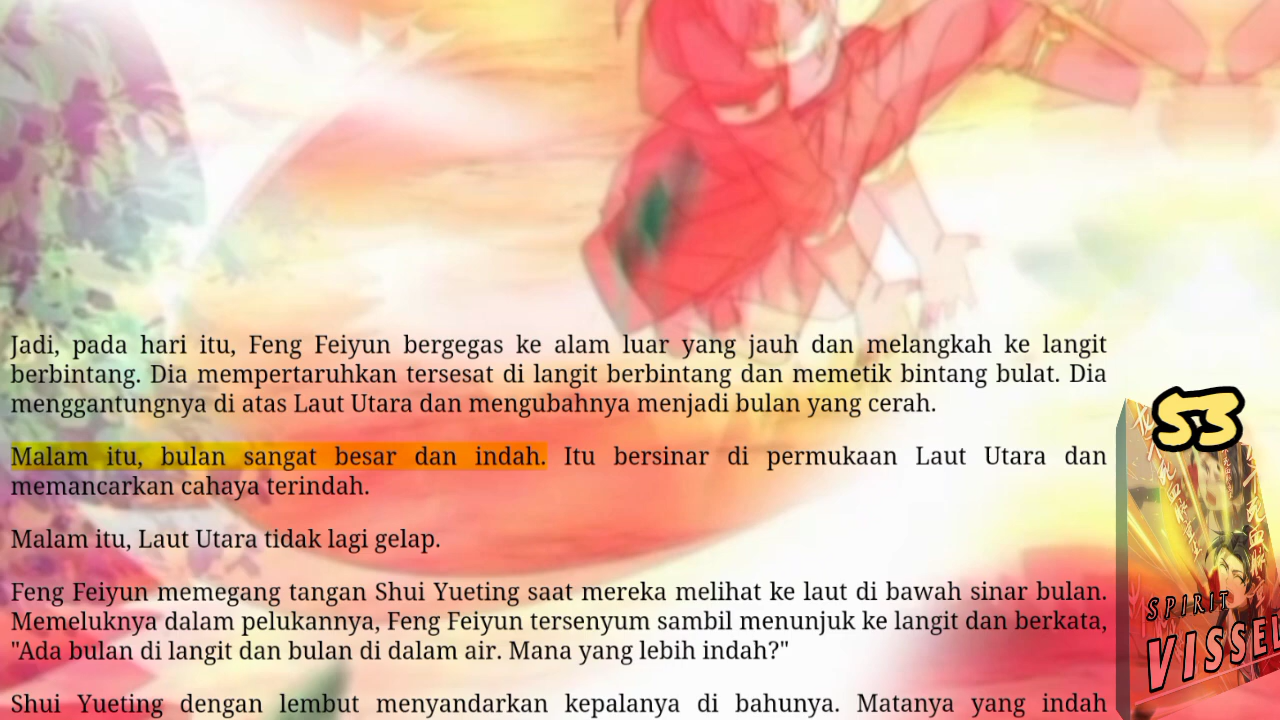 Jadi, pada hari itu, Feng Feiyun bergegas ke alam luar yang jauh dan melangkah ke langit
berbintang. Dia mempertaruhkan tersesat di langit berbintang dan memetik bintang bulat. Dia
menggantungnya di atas Laut Utara dan mengubahnya menjadi bulan yang cerah.
Malam itu, bulan sangat besar dan indah. Itu bersinar di permukaan Laut Utara dan
memancarkan cahaya terindah.
Malam itu, Laut Utara tidak lagi gelap.
Feng Feiyun memegang tangan Shui Yueting saat mereka melihat ke laut di bawah sinar bulan.
Memeluknya dalam pelukannya, Feng Feiyun tersenyum sambil menunjuk ke langit dan berkata,
"Ada bulan di langit dan bulan di dalam air. Mana yang lebih indah?"
Shui Yueting dengan lembut menyandarkan kepalanya di bahunya. Matanya yang indah
53
SPIRIT
VISSEL